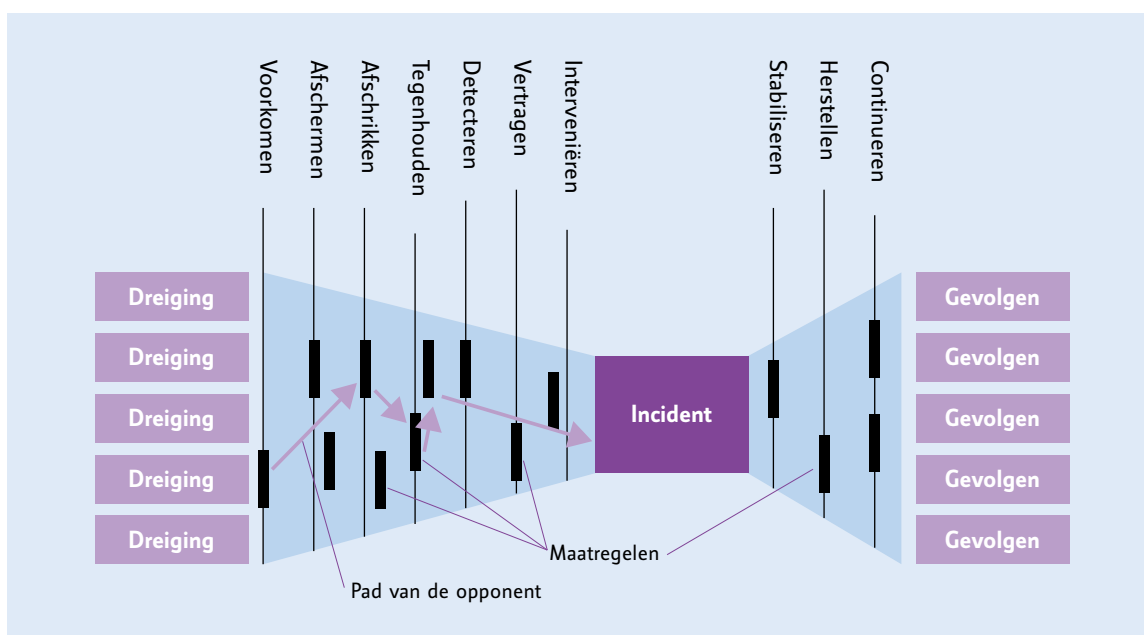 Voorkomen
Afschermen
Afschrikken
Tegenhouden
Detecteren
Vertragen
Interveniëren
Stabiliseren
Herstellen
Continueren
Dreiging
Dreiging
Dreiging
Dreiging
Dreiging
Incident
Gevolgen
Gevolgen
Gevolgen
Gevolgen
Gevolgen
Maatregelen
Pad van de opponent